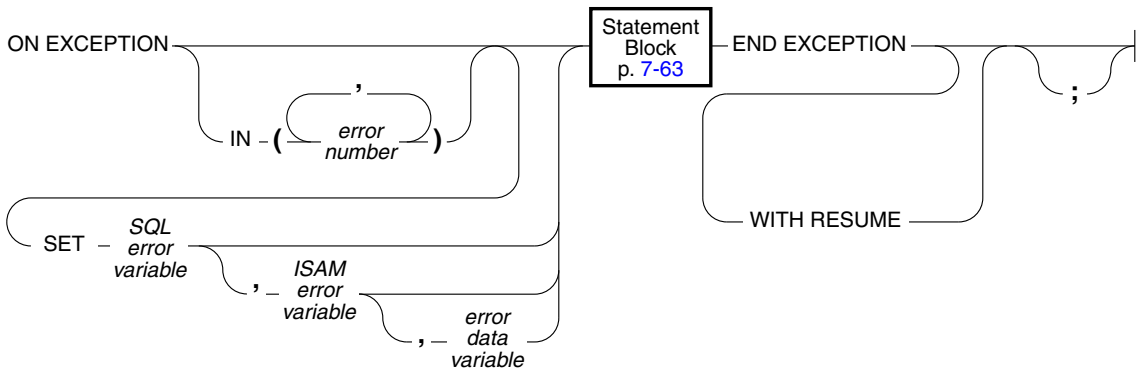 ON EXCEPTION
IN
(
,
error
number
)
SET
SQL
error
variable
,
ISAM
error
variable
,
error
data
variable
Statement
Block
p. 7-63
END EXCEPTION
WITH RESUME
;